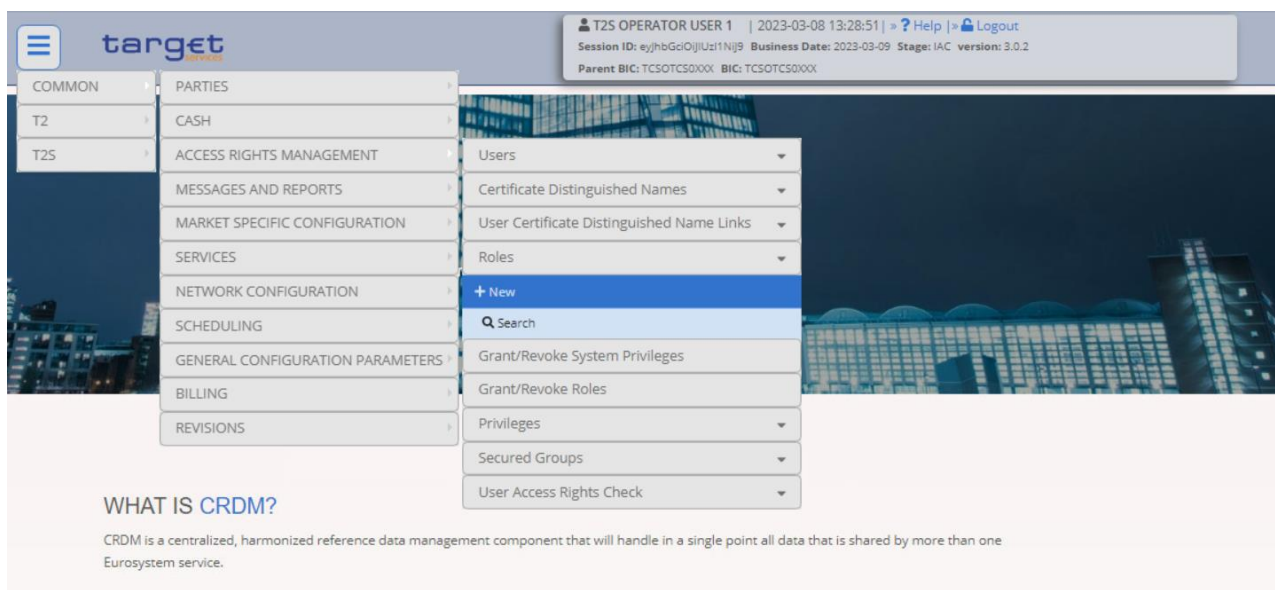 T2S OPERATOR USER 1 | 2023-03-08 13:28:51| » ? Help |» Logout
Session ID: eyJhbGciOiJIUzI1NiJ9 Business Date: 2023-03-09 Stage: IAC version: 3.0.2
Parent BIC: TCSOTCS0XXX BIC: TCSOTCS0XXX
target
services
COMMON
T2
T2S
PARTIES
CASH
ACCESS RIGHTS MANAGEMENT
MESSAGES AND REPORTS
MARKET SPECIFIC CONFIGURATION
SERVICES
NETWORK CONFIGURATION
SCHEDULING
GENERAL CONFIGURATION PARAMETERS
BILLING
REVISIONS
Users
Certificate Distinguished Names
User Certificate Distinguished Name Links
Roles
+ New
Search
Grant/Revoke System Privileges
Grant/Revoke Roles
Privileges
Secured Groups
User Access Rights Check
WHAT IS CRDM?
CRDM is a centralized, harmonized reference data management component that will handle in a single point all data that is shared by more than one
Eurosystem service.